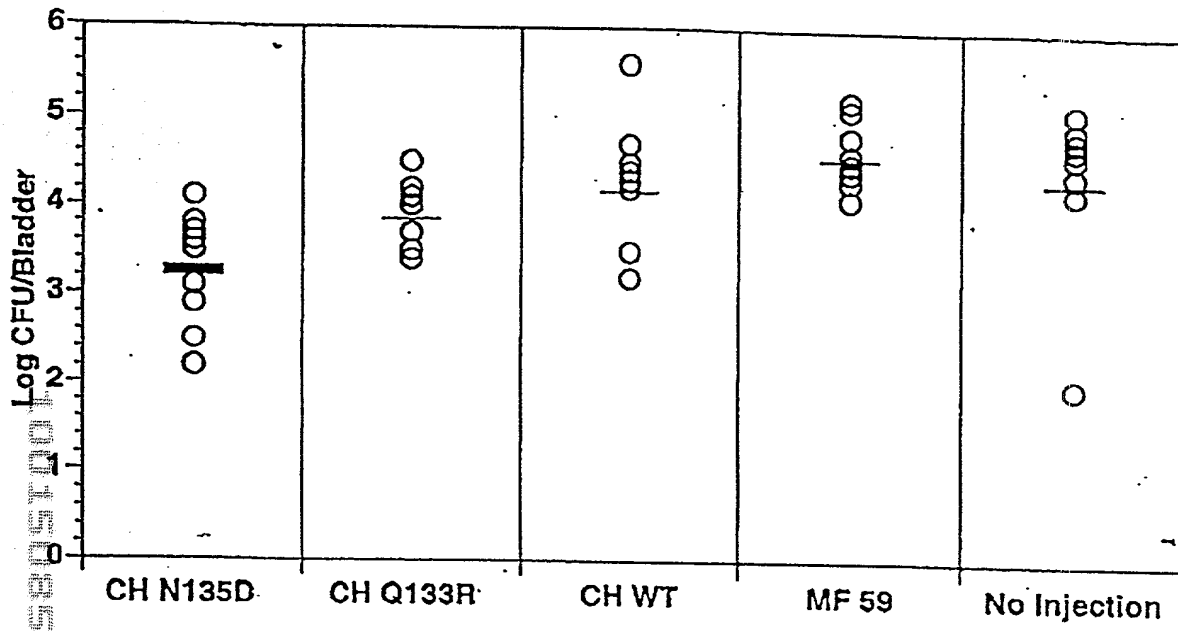 6
5
4
3
2
1
0
Log CFU/Bladder
CH N135D
CH Q133R
CH WT
MF 59
No Injection